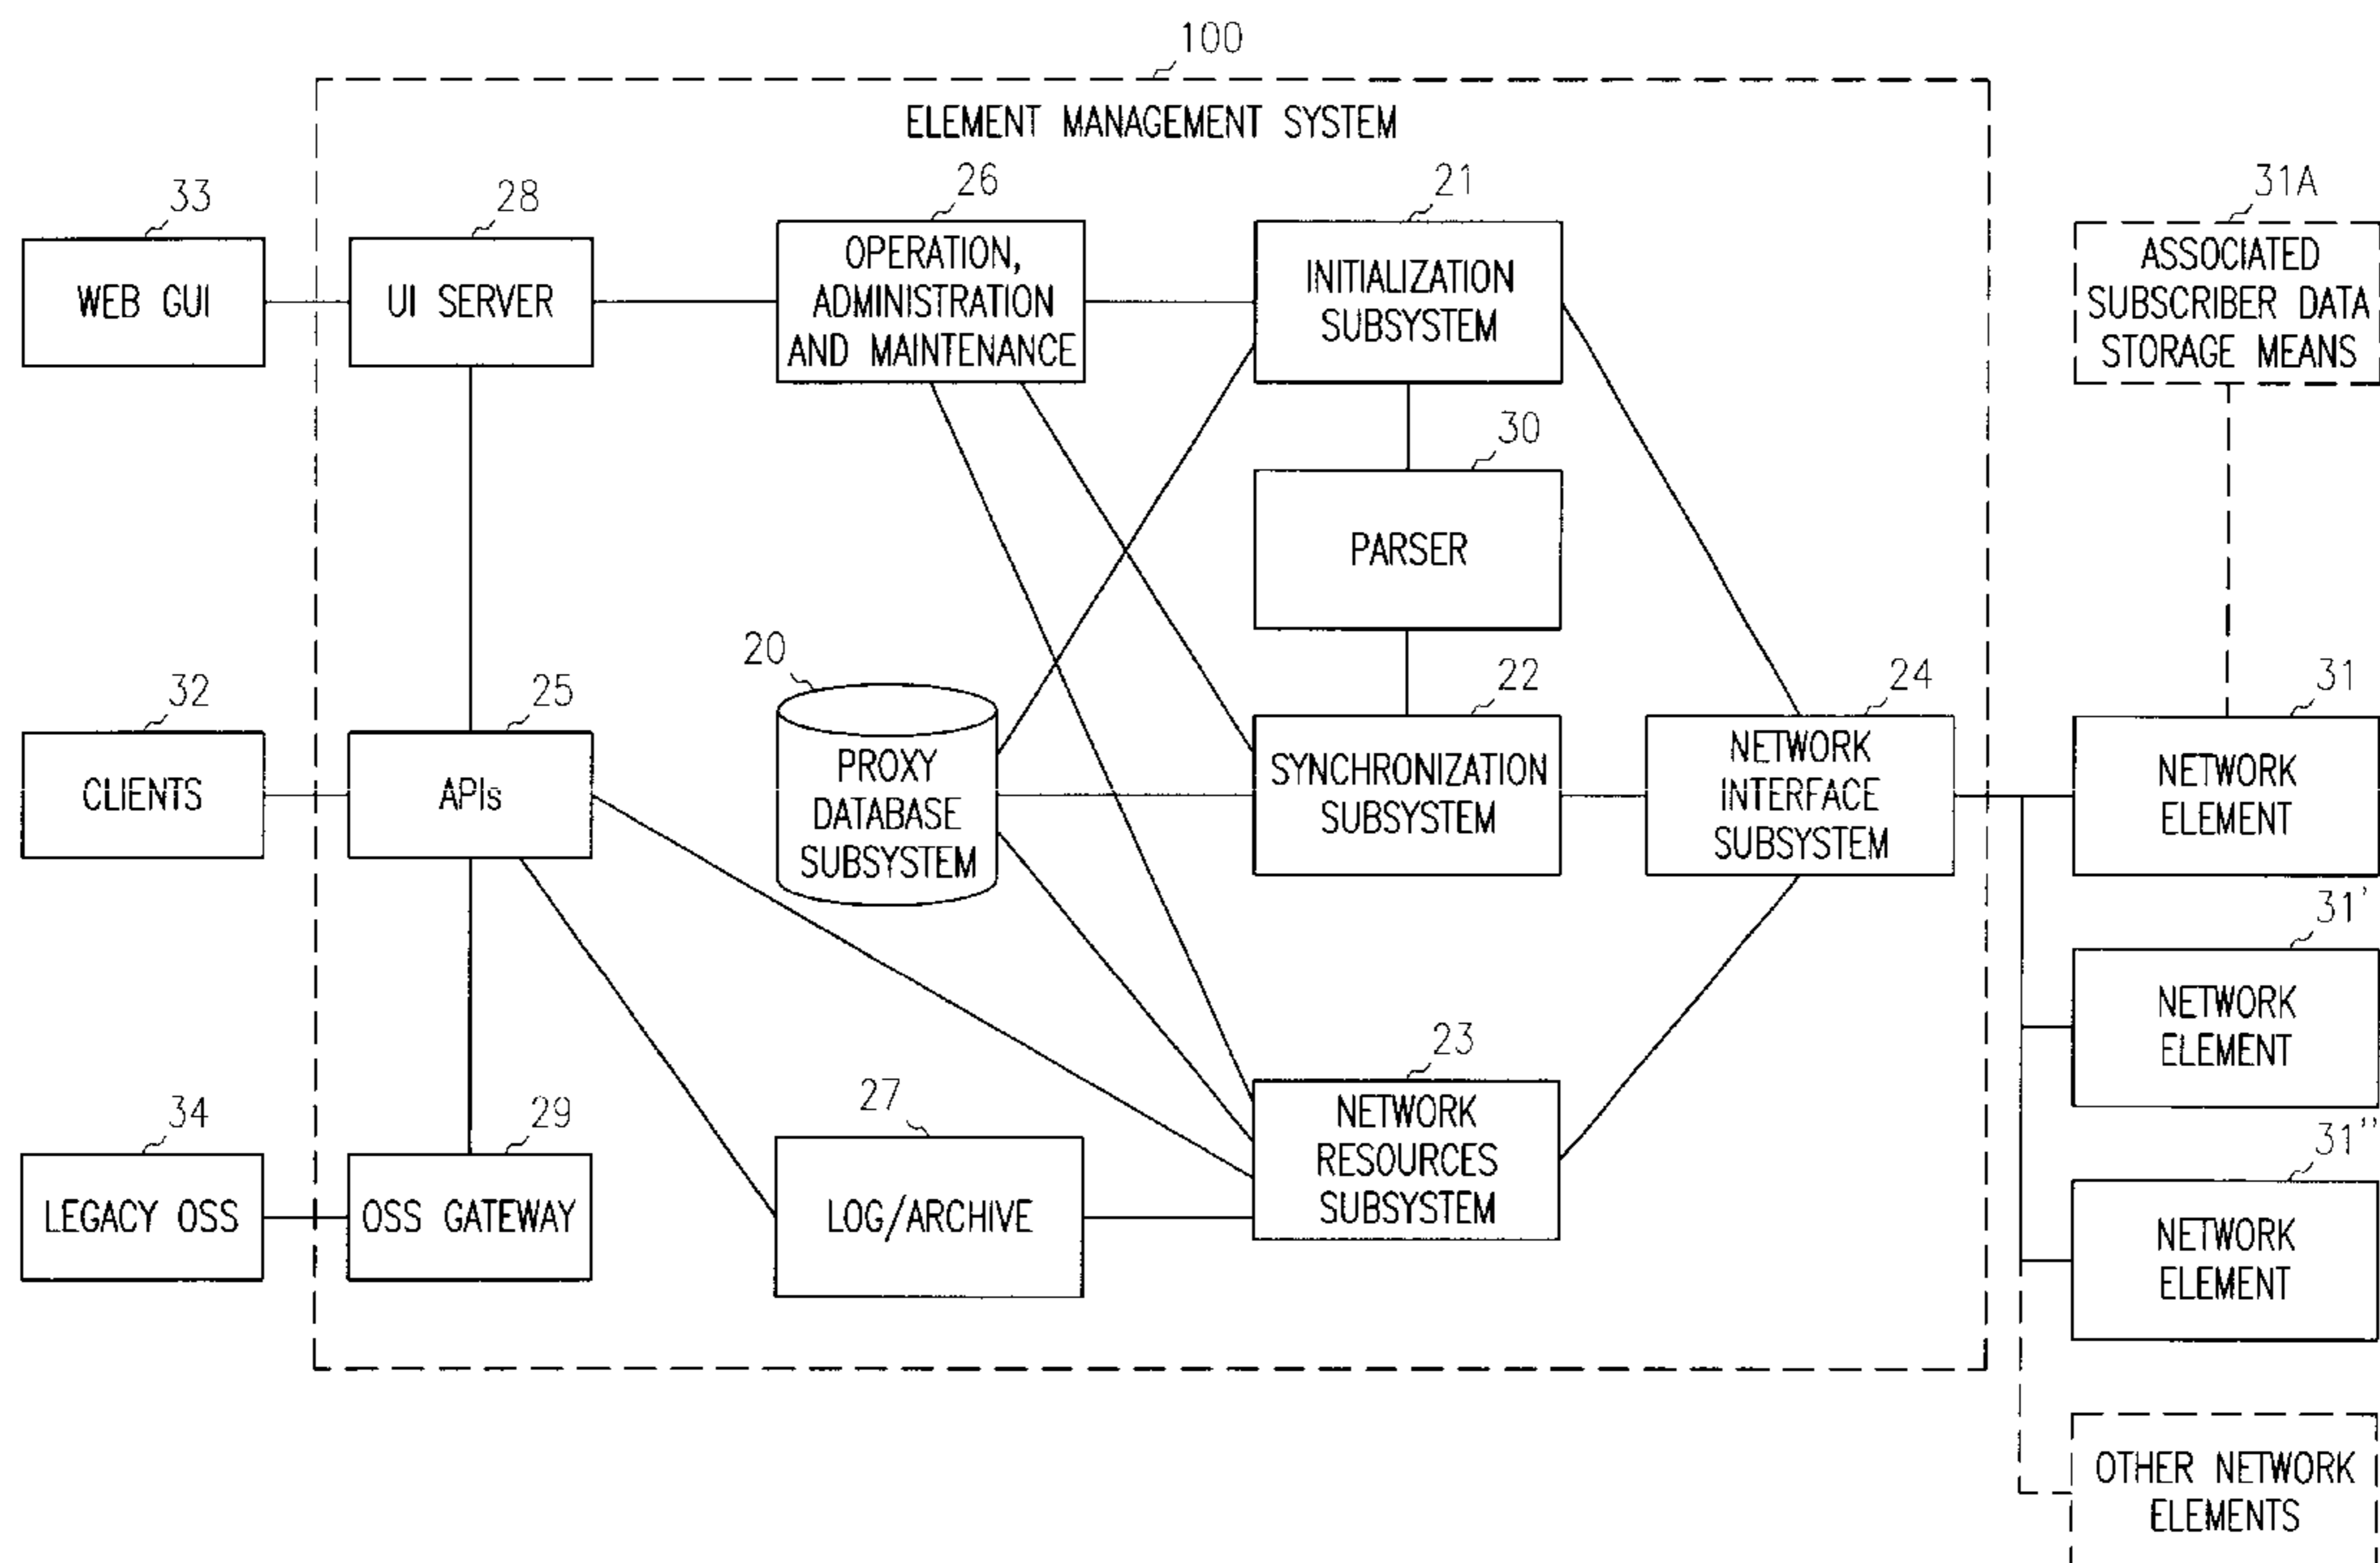 100
ELEMENT MANAGEMENT SYSTEM
33
WEB GUI
28
UI SERVER
26
OPERATION,
ADMINISTRATION
AND MAINTENANCE
21
INITIALIZATION
SUBSYSTEM
31A
ASSOCIATED
SUBSCRIBER DATA
STORAGE MEANS
30
PARSER
32
CLIENTS
25
APIs
20
PROXY
DATABASE
SUBSYSTEM
22
SYNCHRONIZATION
SUBSYSTEM
24
NETWORK
INTERFACE
SUBSYSTEM
31
NETWORK
ELEMENT
31'
NETWORK
ELEMENT
34
LEGACY OSS
29
OSS GATEWAY
27
LOG/ARCHIVE
23
NETWORK
RESOURCES
SUBSYSTEM
31"
NETWORK
ELEMENT
OTHER NETWORK
ELEMENTS